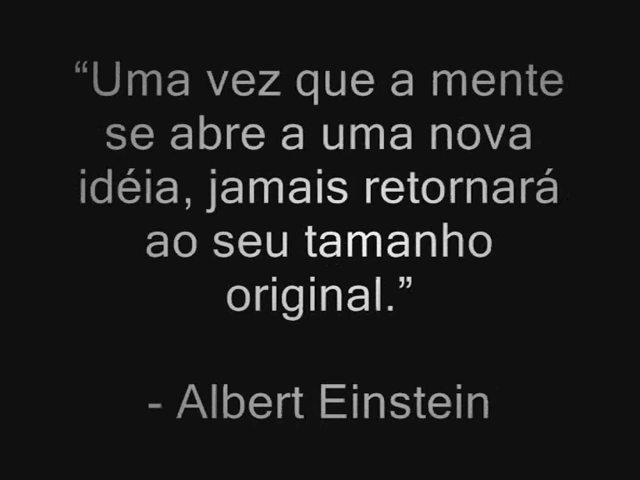 “Uma vez que a mente
se abre a uma nova
idéia, jamais retornará
ao seu tamanho
original.”
- Albert Einstein